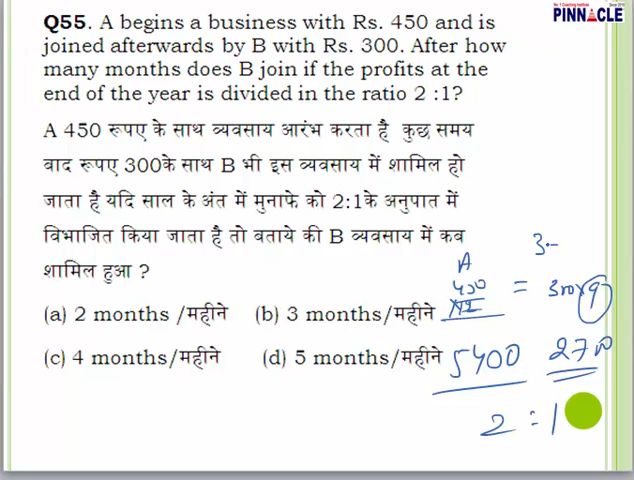 Q55. A begins a business with Rs. 450 and is
PINNACLE
joined afterwards by B with Rs. 300. After how
many months does B join if the profits at the
end of the year is divided in the ratio 2 :1?
A 450 रूपए के साथ व्यवसाय आरंभ करता है कुछ समय
बाद रूपए 300के साथ B भी इस व्यवसाय में शामिल हो
जाता है यदि साल के अंत में मुनाफे को 2:1के अनुपात में
विभाजित किया जाता है तो बताये की B व्यवसाय में कब
शामिल हुआ ?
(a) 2 months /महीने (b) 3 months/महीने
(c) 4 months/महीने (d) 5 months/महीने
A
450 = 300×9
×12
5400 2700
2 : 1